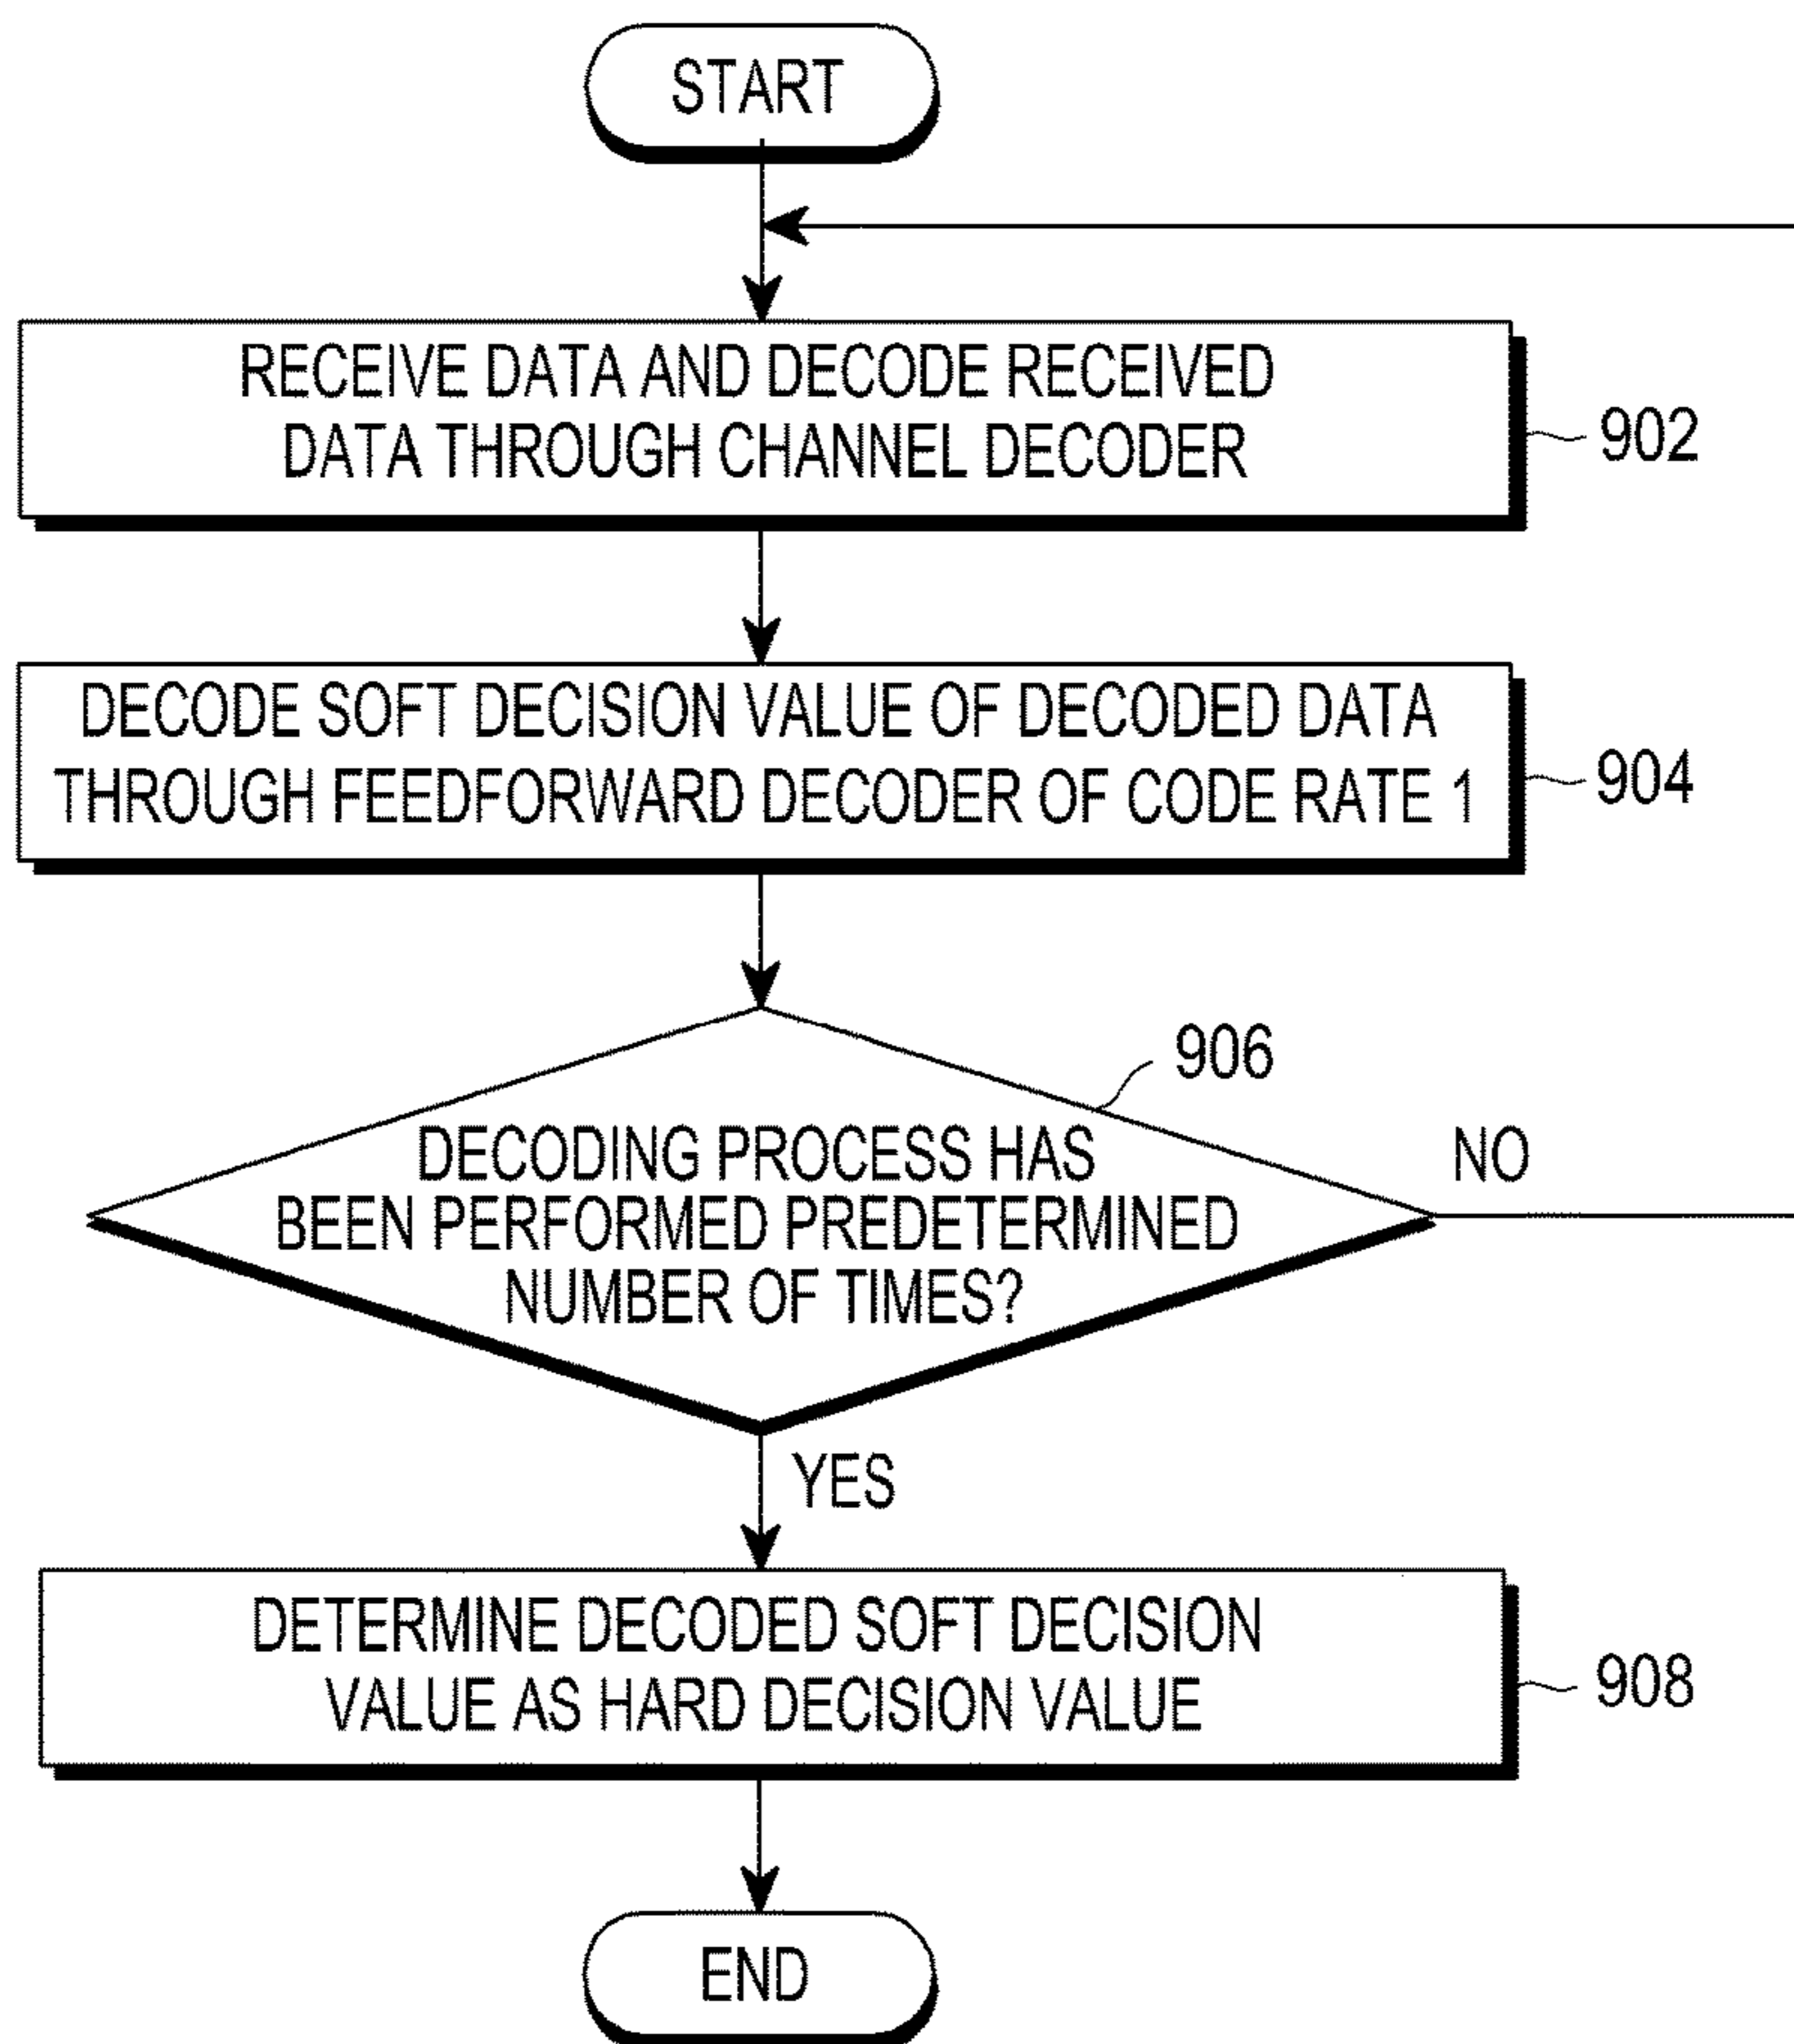 START
RECEIVE DATA AND DECODE RECEIVED
DATA THROUGH CHANNEL DECODER
902
DECODE SOFT DECISION VALUE OF DECODED DATA
THROUGH FEEDFORWARD DECODER OF CODE RATE 1
904
906
DECODING PROCESS HAS
BEEN PERFORMED PREDETERMINED
NUMBER OF TIMES?
NO
YES
DETERMINE DECODED SOFT DECISION
VALUE AS HARD DECISION VALUE
908
END